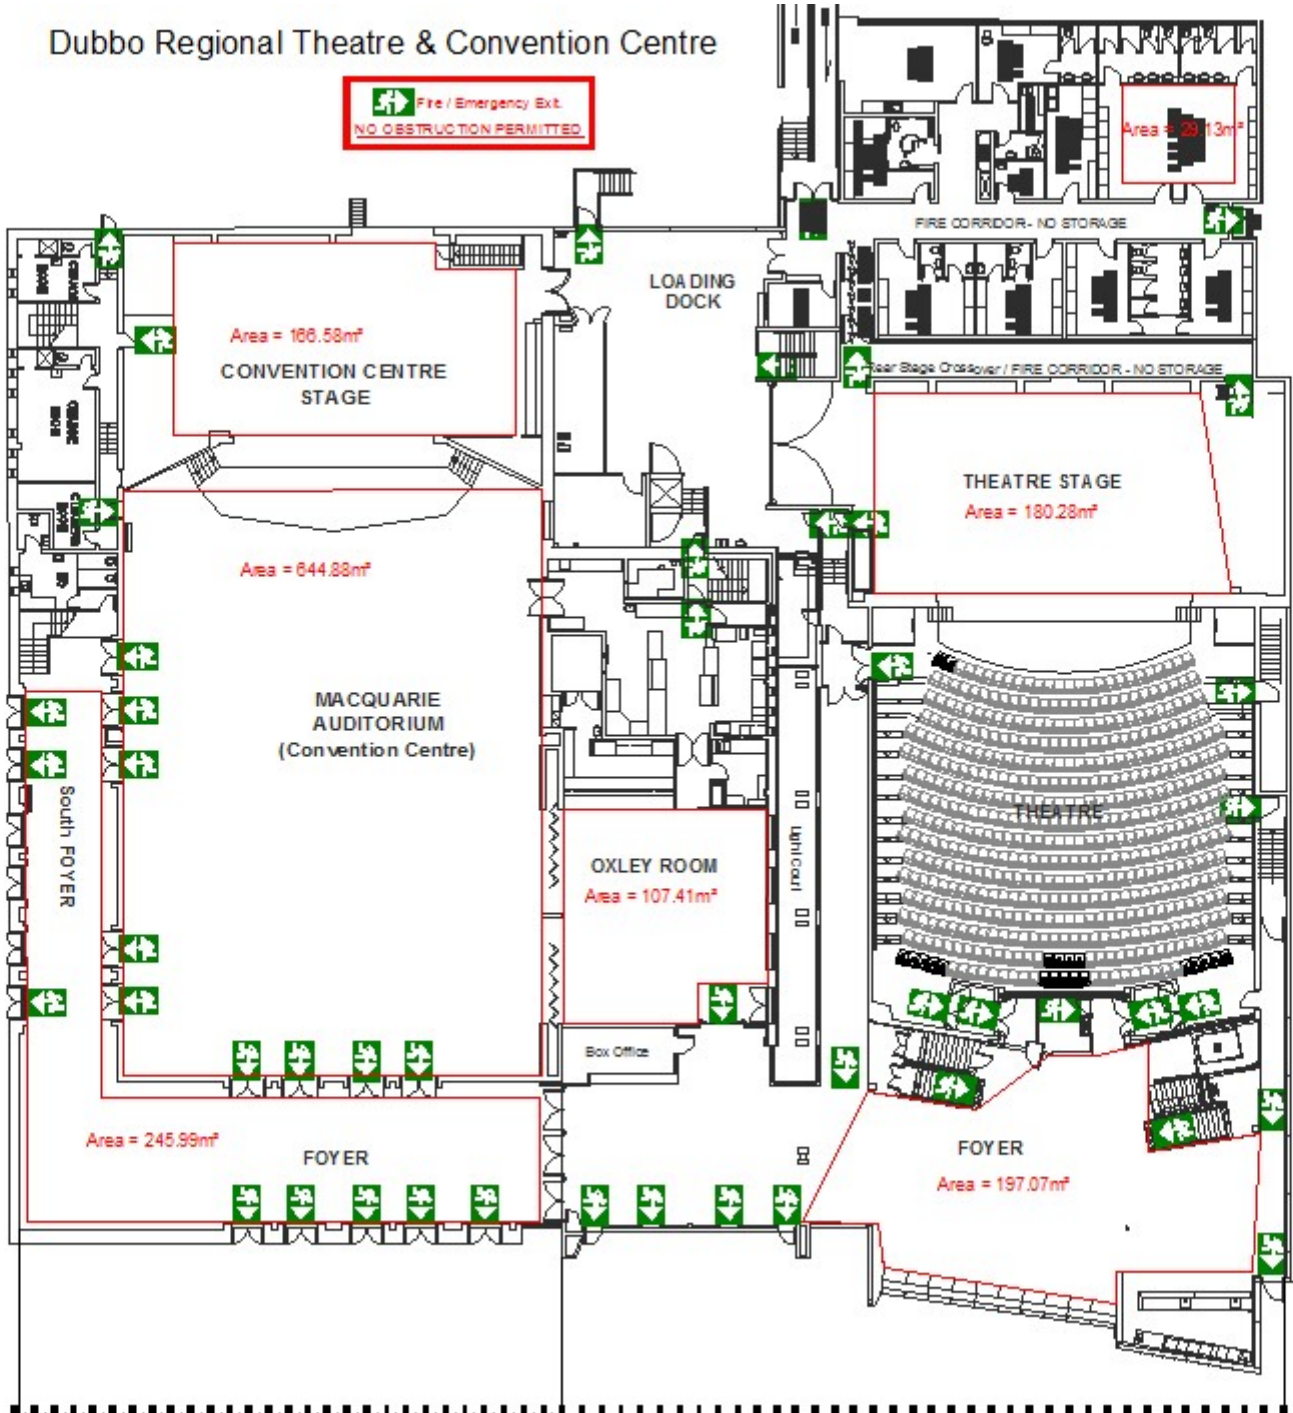 Dubbo Regional Theatre & Convention Centre
Fire / Emergency Exit.
NO OBSTRUCTION PERMITTED
Area = 29.13m²
FIRE CORRIDOR - NO STORAGE
LOADING
DOCK
Area = 166.58m²
CONVENTION CENTRE
STAGE
Rear Stage Crossover / FIRE CORRIDOR - NO STORAGE
THEATRE STAGE
Area = 180.28m²
Area = 644.88m²
MACQUARIE
AUDITORIUM
(Convention Centre)
South FOYER
THEATRE
Light Court
OXLEY ROOM
Area = 107.41m²
Box Office
Area = 245.99m²
FOYER
FOYER
Area = 197.07m²